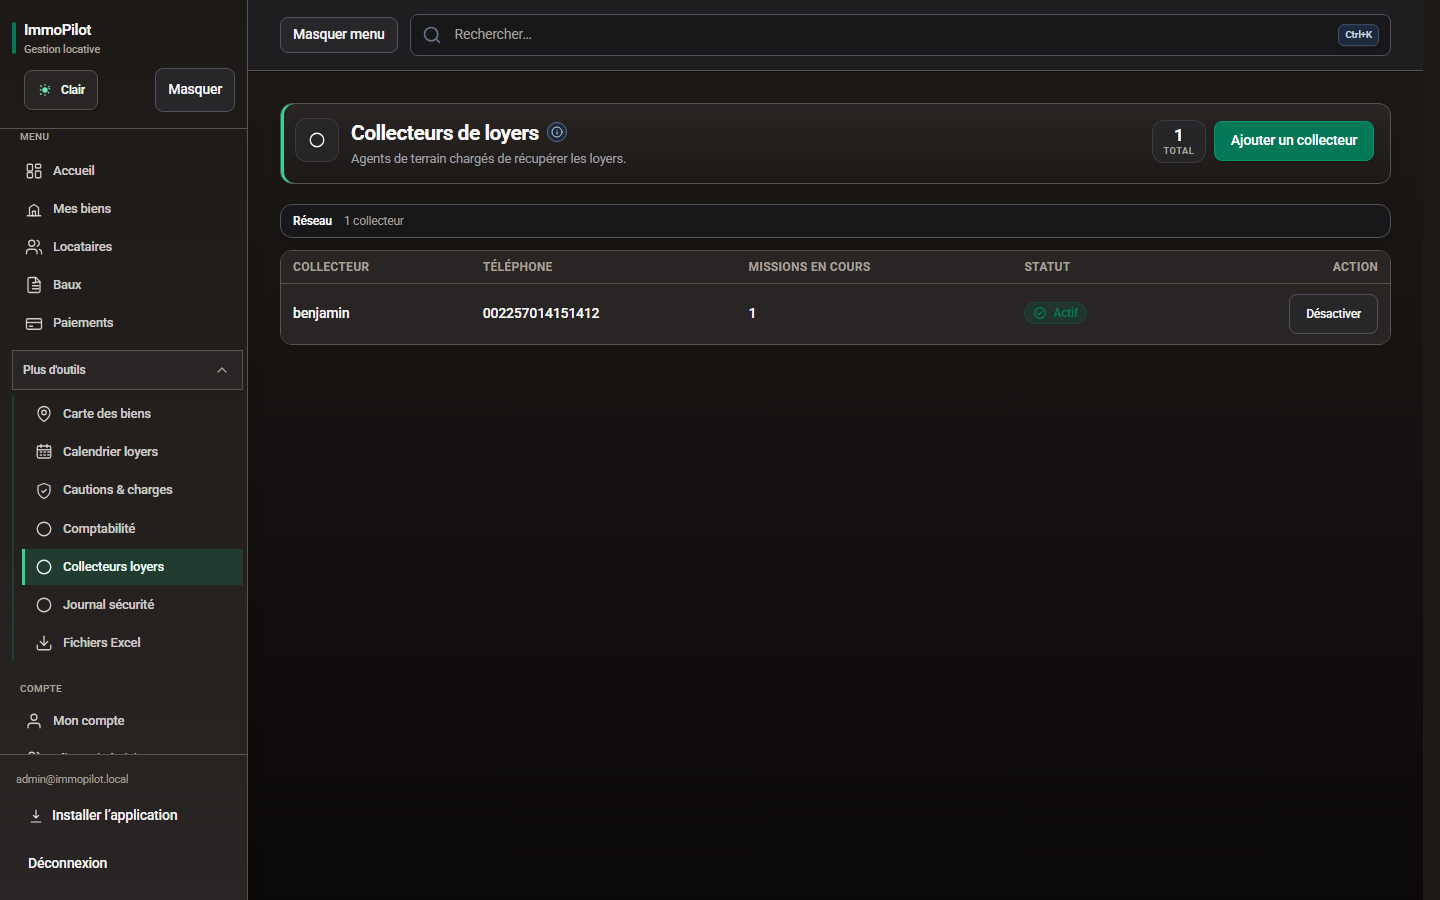 ImmoPilot
Gestion locative
Clair
Masquer
MENU
Accueil
Mes biens
Locataires
Baux
Paiements
Plus d'outils
Carte des biens
Calendrier loyers
Cautions & charges
Comptabilité
Collecteurs loyers
Journal sécurité
Fichiers Excel
COMPTE
Mon compte
admin@immopilot.local
Installer l’application
Déconnexion
Masquer menu
Rechercher...
Ctrl+K
Collecteurs de loyers
Agents de terrain chargés de récupérer les loyers.
1
TOTAL
Ajouter un collecteur
Réseau 1 collecteur
COLLECTEUR TÉLÉPHONE MISSIONS EN COURS STATUT ACTION
benjamin 002257014151412 1 Actif Désactiver